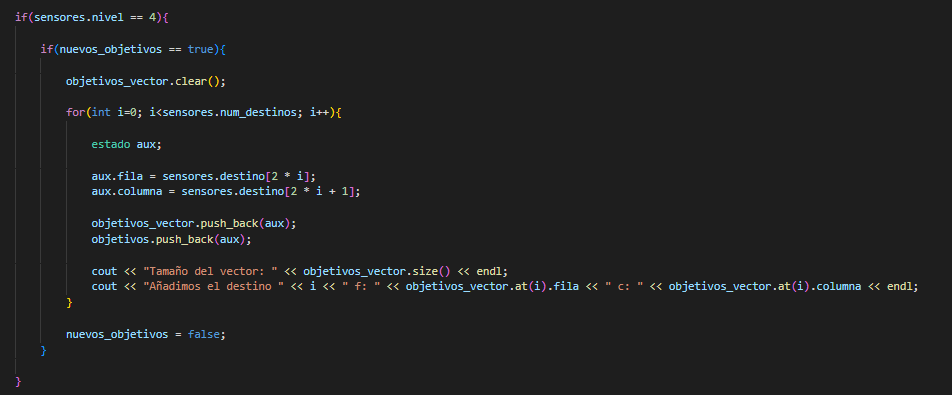 if(sensores.nivel == 4){
if(nuevos_objetivos == true){
objetivos_vector.clear();
for(int i=0; i<sensores.num_destinos; i++){
estado aux;
aux.fila = sensores.destino[2 * i];
aux.columna = sensores.destino[2 * i + 1];
objetivos_vector.push_back(aux);
objetivos.push_back(aux);
cout << "Tamaño del vector: " << objetivos_vector.size() << endl;
cout << "Añadimos el destino " << i << " f: " << objetivos_vector.at(i).fila << " c: " << objetivos_vector.at(i).columna << endl;
}
nuevos_objetivos = false;
}
}